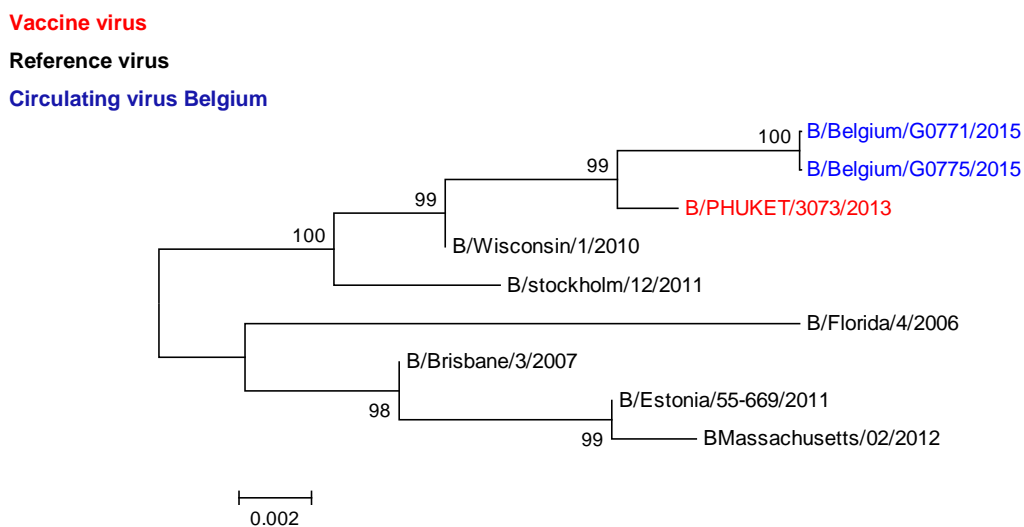 Vaccine virus
Reference virus
Circulating virus Belgium
B/Belgium/G0771/2015
100
B/Belgium/G0775/2015
99
B/PHUKET/3073/2013
99
B/Wisconsin/1/2010
100
B/stockholm/12/2011
B/Florida/4/2006
B/Brisbane/3/2007
98
B/Estonia/55-669/2011
99
BMassachusetts/02/2012
0.002